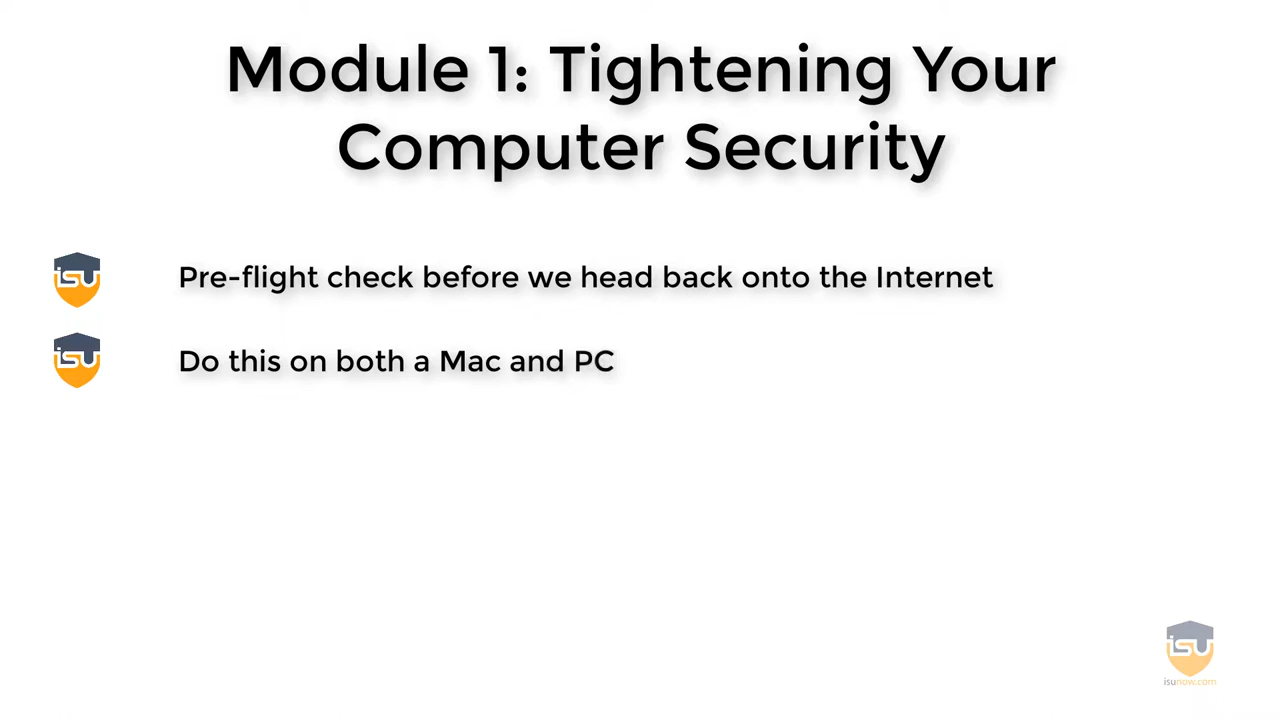 Module 1: Tightening Your
Computer Security
isu
Pre-flight check before we head back onto the Internet
isu
Do this on both a Mac and PC
isu
isunow.com